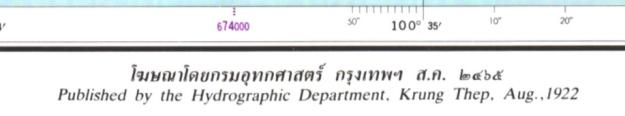 674000 50" 100° 35' 10" 20"
โฆษณาโดยกรมอุทกศาสตร์ กรุงเทพฯ ส.ค. ๒๔๖๕
Published by the Hydrographic Department, Krung Thep, Aug.,1922